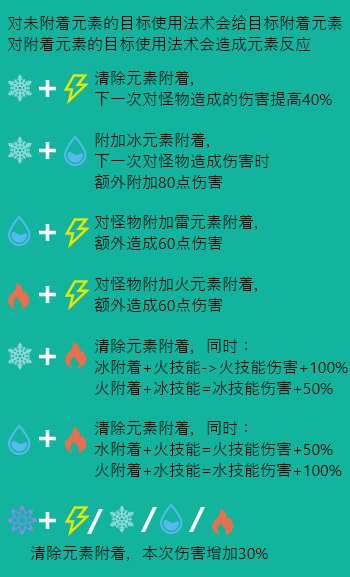 对未附着元素的目标使用法术会给目标附着元素
对附着元素的目标使用法术会造成元素反应
+ 清除元素附着，
下一次对怪物造成的伤害提高40%
+ 附加冰元素附着，
下一次对怪物造成伤害时
额外附加80点伤害
+ 对怪物附加雷元素附着，
额外造成60点伤害
+ 对怪物附加火元素附着，
额外造成60点伤害
+ 清除元素附着，同时：
冰附着+火技能->火技能伤害+100%
火附着+冰技能=冰技能伤害+50%
+ 清除元素附着，同时：
水附着+火技能=火技能伤害+50%
火附着+水技能=水技能伤害+100%
+ / / /
清除元素附着，本次伤害增加30%